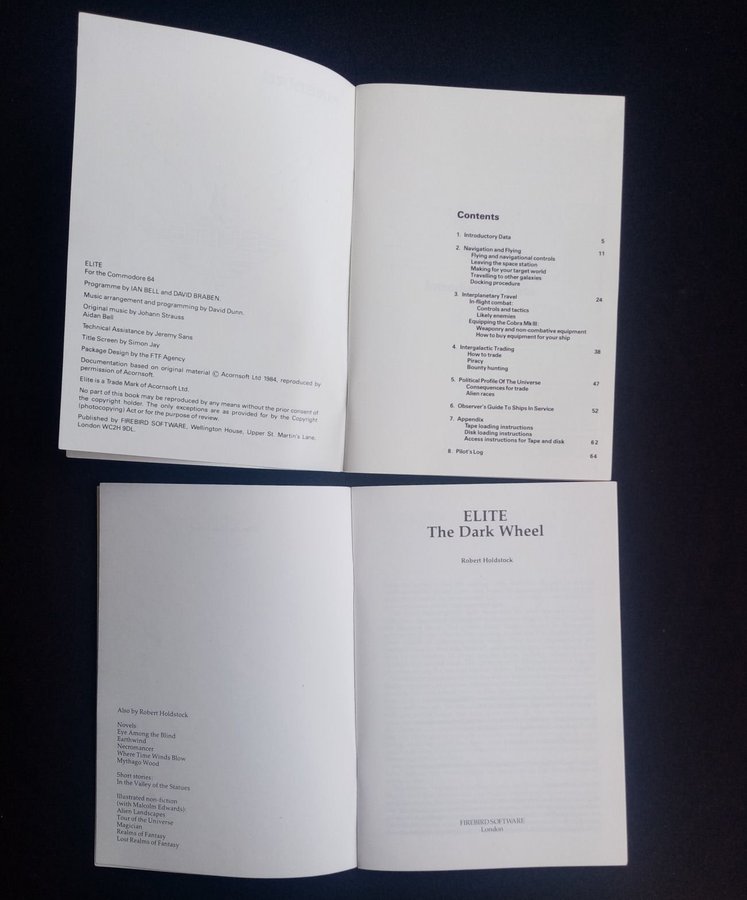 ELITE
For the Commodore 64
Programme by IAN BELL and DAVID BRABEN.
Music arrangement and programming by David Dunn.
Original music by Johann Strauss
Aidan Bell
Technical Assistance by Jeremy Sans
Title Screen by Simon Jay
Package Design by the FTF Agency
Documentation based on original material © Acornsoft Ltd 1984, reproduced by
permission of Acornsoft.
Elite is a Trade Mark of Acornsoft Ltd.
No part of this book may be reproduced by any means without the prior consent of
the copyright holder. The only exceptions are as provided for by the Copyright
(photocopying) Act or for the purpose of review.
Published by FIREBIRD SOFTWARE, Wellington House, Upper St. Martin's Lane,
London WC2H 9DL.
Contents
1. Introductory Data 5
2. Navigation and Flying 11
Flying and navigational controls
Leaving the space station
Making for your target world
Travelling to other galaxies
Docking procedure
3. Interplanetary Travel 24
In-flight combat:
Controls and tactics
Likely enemies
Equipping the Cobra Mk III:
Weaponry and non-combative equipment
How to buy equipment for your ship
4. Intergalactic Trading 38
How to trade
Piracy
Bounty hunting
5. Political Profile Of The Universe 47
Consequences for trade
Alien races
6. Observer's Guide To Ships In Service 52
7. Appendix
Tape loading instructions
Disk loading instructions
Access instructions for Tape and disk 62
8. Pilot's Log 64
Also by Robert Holdstock
Novels:
Eye Among the Blind
Earthwind
Necromancer
Where Time Winds Blow
Mythago Wood
Short stories:
In the Valley of the Statues
Illustrated non-fiction
(with Malcolm Edwards):
Alien Landscapes
Tour of the Universe
Magician
Realms of Fantasy
Lost Realms of Fantasy
ELITE
The Dark Wheel
Robert Holdstock
FIREBIRD SOFTWARE
London